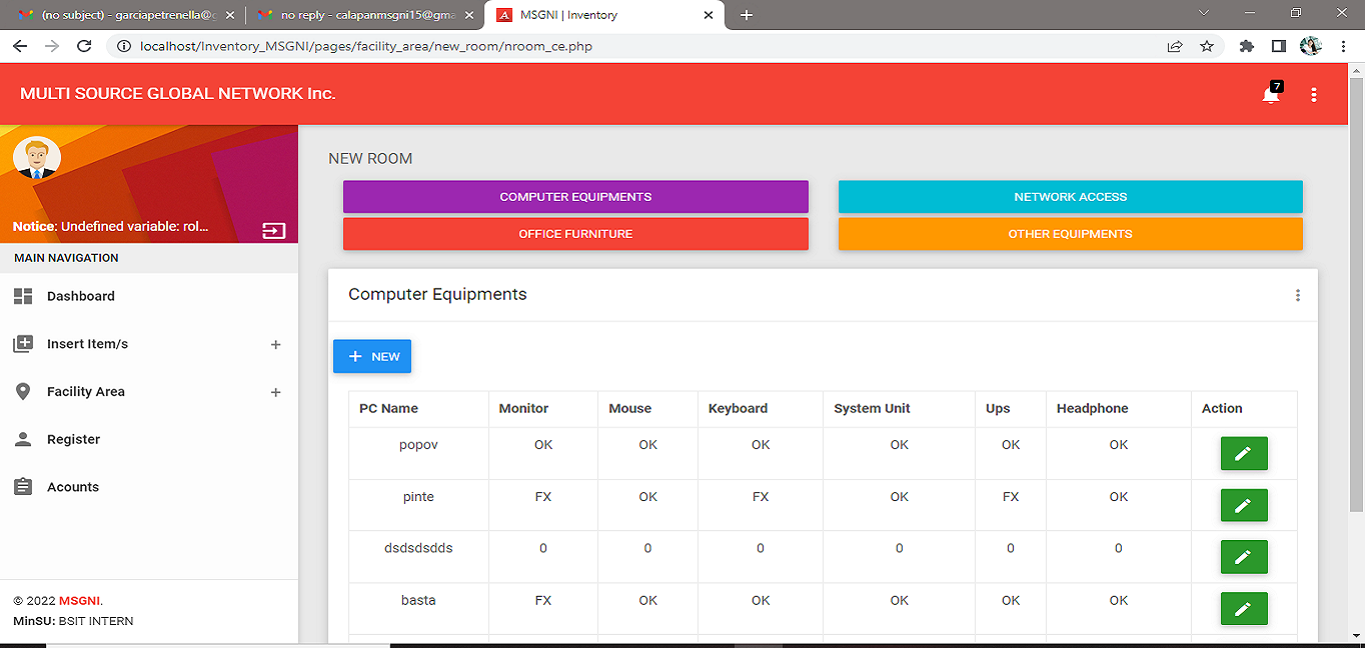 (no subject) - garciapetrenella@g
no reply - calapanmsgni15@gma
MSGNI | Inventory
localhost/Inventory_MSGNI/pages/facility_area/new_room/nroom_ce.php
MULTI SOURCE GLOBAL NETWORK Inc.
7
Notice: Undefined variable: rol...
MAIN NAVIGATION
Dashboard
Insert Item/s
Facility Area
Register
Acounts
© 2022 MSGNI.
MinSU: BSIT INTERN
NEW ROOM
COMPUTER EQUIPMENTS
NETWORK ACCESS
OFFICE FURNITURE
OTHER EQUIPMENTS
Computer Equipments
+ NEW
PC Name Monitor Mouse Keyboard System Unit Ups Headphone Action
popov OK OK OK OK OK OK
pinte FX OK FX OK FX OK
dsdsdsdds 0 0 0 0 0 0
basta FX OK OK OK OK OK